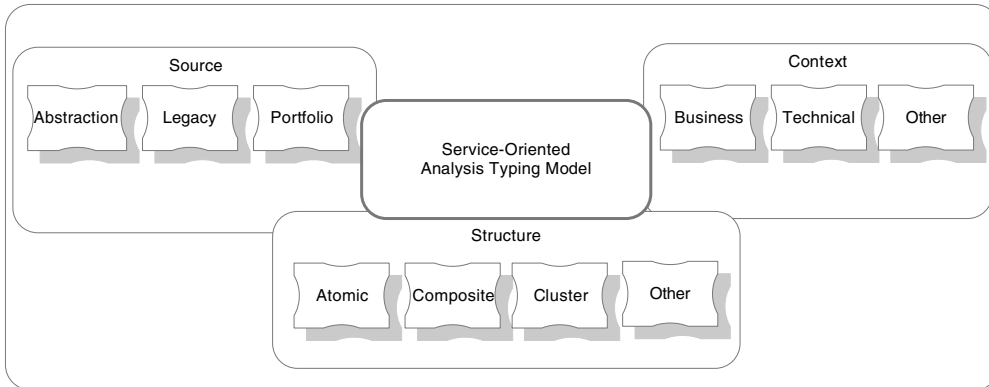 Source
Abstraction
Legacy
Portfolio
Context
Business
Technical
Other
Service-Oriented
Analysis Typing Model
Structure
Atomic
Composite
Cluster
Other